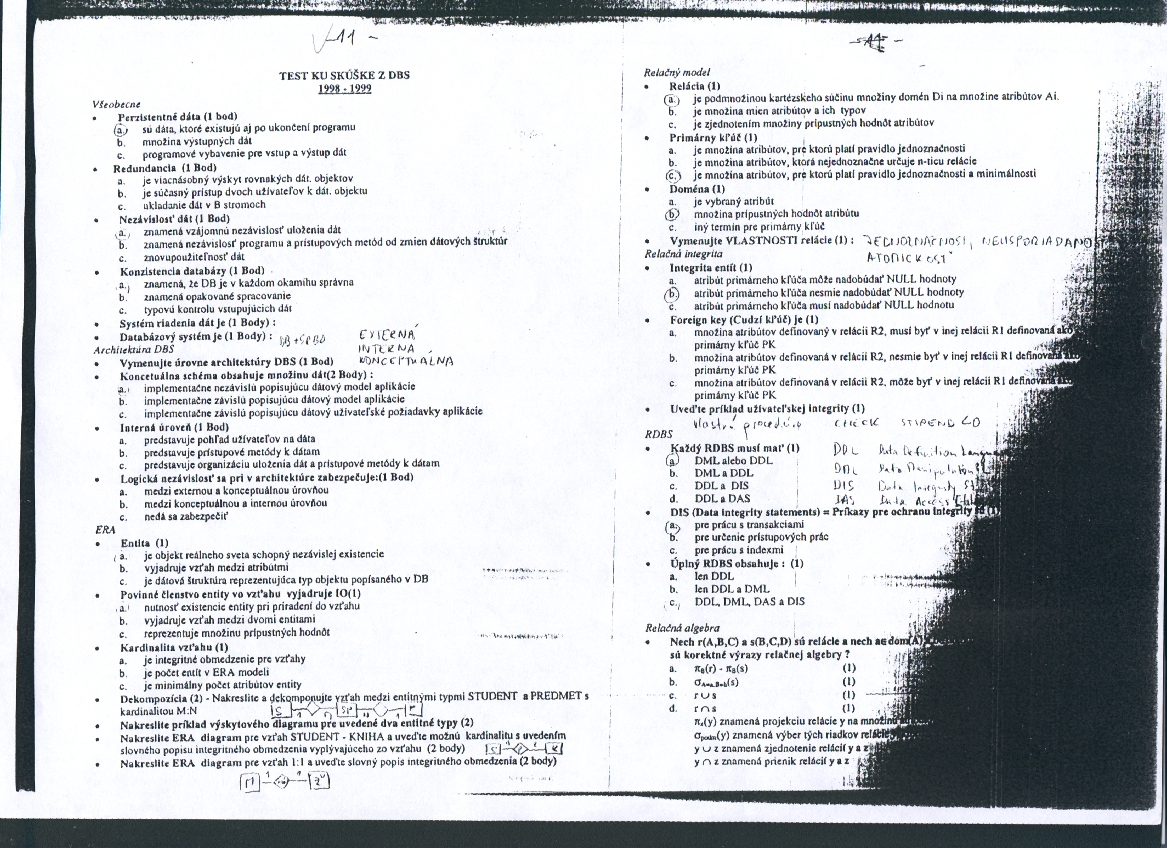 -11 -
TEST KU SKÚŠKE Z DBS
1998 - 1999
Všeobecne
• Perzistentné dáta (1 bod)
a. sú dáta, ktoré existujú aj po ukončení programu
b. množina výstupných dát
c. programové vybavenie pre vstup a výstup dát
• Redundancia (1 Bod)
a. je viacnásobný výskyt rovnakých dát. objektov
b. je súčasný prístup dvoch užívateľov k dát. objektu
c. ukladanie dát v B stromoch
• Nezávislosť dát (1 Bod)
a. znamená vzájomnú nezávislosť uloženia dát
b. znamená nezávislosť programu a prístupových metód od zmien dátových štruktúr
c. znovupoužiteľnosť dát
• Konzistencia databázy (1 Bod)
a. znamená, že DB je v každom okamihu správna
b. znamená opakované spracovanie
c. typovú kontrolu vstupujúcich dát
• Systém riadenia dát je (1 Bod) :
• Databázový systém je (1 Bod) : DB + SRBD EXTERNÁ
Architektúra DBS INTERNÁ
• Vymenujte úrovne architektúry DBS (1 Bod) KONCEPTUÁLNA
• Koncetuálna schéma obsahuje množinu dát(2 Body) :
a. implementačne nezávislú popisujúcu dátový model aplikácie
b. implementačne závislú popisujúcu dátový model aplikácie
c. implementačne závislú popisujúcu dátový užívateľské požiadavky aplikácie
• Interná úroveň (1 Bod)
a. predstavuje pohľad užívateľov na dáta
b. predstavuje prístupové metódy k dátam
c. predstavuje organizáciu uloženia dát a prístupové metódy k dátam
• Logická nezávislosť sa pri v architektúre zabezpečuje:(1 Bod)
a. medzi externou a konceptuálnou úrovňou
b. medzi konceptuálnou a internou úrovňou
c. nedá sa zabezpečiť
ERA
• Entita (1)
a. je objekt reálneho sveta schopný nezávislej existencie
b. vyjadruje vzťah medzi atribútmi
c. je dátová štruktúra reprezentujúca typ objektu popísaného v DB
• Povinné členstvo entity vo vzťahu vyjadruje IO(1)
a. nutnosť existencie entity pri priradení do vzťahu
b. vyjadruje vzťah medzi dvomi entitami
c. reprezentuje množinu prípustných hodnôt
• Kardinalita vzťahu (1)
a. je integritné obmedzenie pre vzťahy
b. je počet entít v ERA modeli
c. je minimálny počet atribútov entity
• Dekompozícia (2) - Nakreslite a dekomponujte vzťah medzi entitnými typmi STUDENT a PREDMET s
kardinalitou M:N
• Nakreslite príklad výskytového diagramu pre uvedené dva entitné typy (2)
• Nakreslite ERA diagram pre vzťah STUDENT - KNIHA a uveďte možnú kardinalitu s uvedením
slovného popisu integritného obmedzenia vyplývajúceho zo vzťahu (2 body)
• Nakreslite ERA diagram pre vzťah 1:1 a uveďte slovný popis integritného obmedzenia (2 body)
Relačný model
• Relácia (1)
a. je podmnožinou kartézskeho súčinu množiny domén Di na množine atribútov Ai.
b. je množina mien atribútov a ich typov
c. je zjednotením množiny prípustných hodnôt atribútov
• Primárny kľúč (1)
a. je množina atribútov, pre ktorú platí pravidlo jednoznačnosti
b. je množina atribútov, ktorá nejednoznačne určuje n-ticu relácie
c. je množina atribútov, pre ktorú platí pravidlo jednoznačnosti a minimálnosti
• Doména (1)
a. je vybraný atribút
b. množina prípustných hodnôt atribútu
c. iný termín pre primárny kľúč
• Vymenujte VLASTNOSTI relácie (1) : JEDNOZNAČNOSŤ, NEUSPORIADANOSŤ
Relačná integrita ATOMICKOSŤ
• Integrita entít (1)
a. atribút primárneho kľúča môže nadobúdať NULL hodnoty
b. atribút primárneho kľúča nesmie nadobúdať NULL hodnoty
c. atribút primárneho kľúča musí nadobúdať NULL hodnotu
• Foreign key (Cudzí kľúč) je (1)
a. množina atribútov definovaný v relácii R2, musí byť v inej relácii R1 definovaná ako
primárny kľúč PK
b. množina atribútov definovaná v relácii R2, nesmie byť v inej relácii R1 definovaná ako
primárny kľúč PK
c. množina atribútov definovaná v relácii R2, môže byť v inej relácii R1 definovaná ako
primárny kľúč PK
• Uveďte príklad užívateľskej integrity (1)
vlastné procedúry CHECK STIPEND <0
RDBS
• Každý RDBS musí mať (1) DDL Data Definition Language
a. DML alebo DDL DML Data Manipulation
b. DML a DDL DIS Data Integrity
c. DDL a DIS DAS Data Access
d. DDL a DAS
• DIS (Data integrity statements) = Príkazy pre ochranu integrity (1)
a. pre prácu s transakciami
b. pre určenie prístupových prác
c. pre prácu s indexmi
• Úplný RDBS obsahuje : (1)
a. len DDL
b. len DDL a DML
c. DDL, DML, DAS a DIS
Relačná algebra
• Nech r(A,B,C) a s(B,C,D) sú relácie a nech a∈dom(A)
sú korektné výrazy relačnej algebry ?
a. πB(r) - πB(s) (1)
b. σA=a,B=b(s) (1)
c. r ∪ s (1)
d. r ∩ s (1)
πx(y) znamená projekciu relácie y na množinu
σpodm(y) znamená výber tých riadkov relácie
y ∪ z znamená zjednotenie relácií y a z
y ∩ z znamená prienik relácií y a z